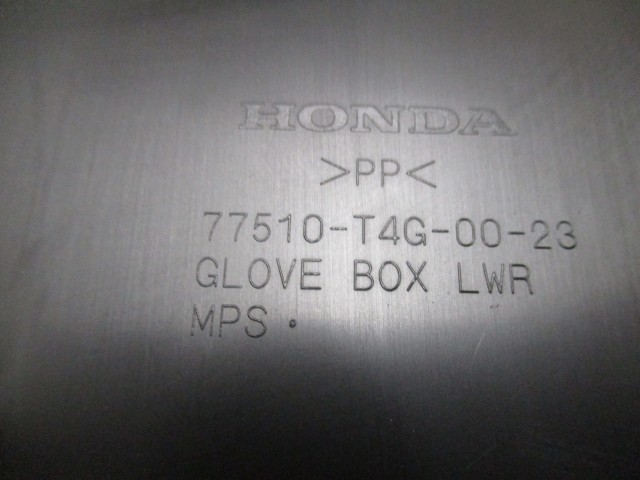 HONDA
>PP<
77510-T4G-00-23
GLOVE BOX LWR
MPS・